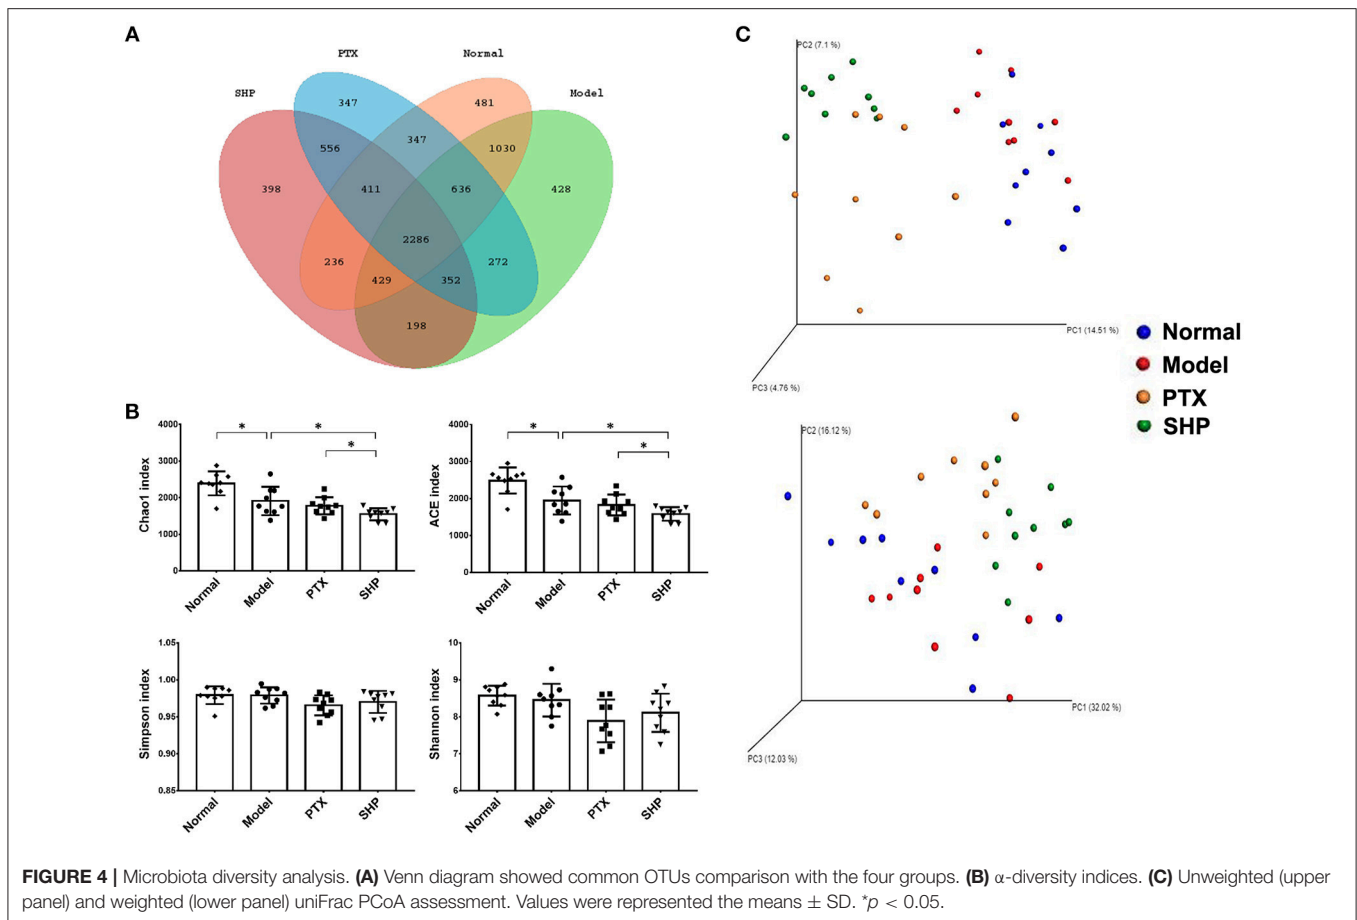 A
PTX
Normal
SHP
Model
347
481
556
347
1030
398
411
636
428
2286
236
429
352
272
198
B
4000
3000
2000
1000
0
Chao1 index
*
*
*
Normal
Model
PTX
SHP
4000
3000
2000
1000
0
ACE index
*
*
*
Normal
Model
PTX
SHP
1.05
1.00
0.95
0.90
0.85
Simpson index
Normal
Model
PTX
SHP
10
9
8
7
6
Shannon index
Normal
Model
PTX
SHP
C
PC2 (7.1 %)
PC1 (14.51 %)
PC3 (4.76 %)
Normal
Model
PTX
SHP
PC2 (16.12 %)
PC1 (32.02 %)
PC3 (12.03 %)
FIGURE 4 | Microbiota diversity analysis. (A) Venn diagram showed common OTUs comparison with the four groups. (B) α-diversity indices. (C) Unweighted (upper
panel) and weighted (lower panel) uniFrac PCoA assessment. Values were represented the means ± SD. *p < 0.05.